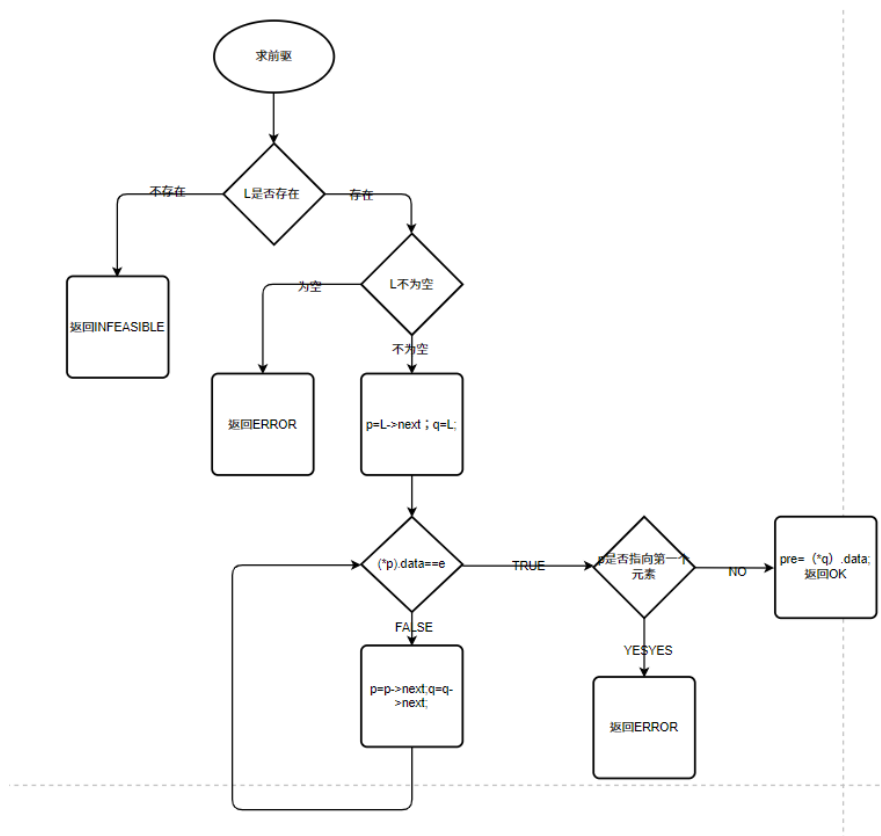 求前驱
L是否存在
不存在
存在
L不为空
为空
返回INFEASIBLE
不为空
返回ERROR
p=L->next；q=L;
(*p).data==e
TRUE
p是否指向第一个
元素
NO
pre=（*q）.data;
返回OK
FALSE
YESYES
p=p->next;q=q-
>next;
返回ERROR